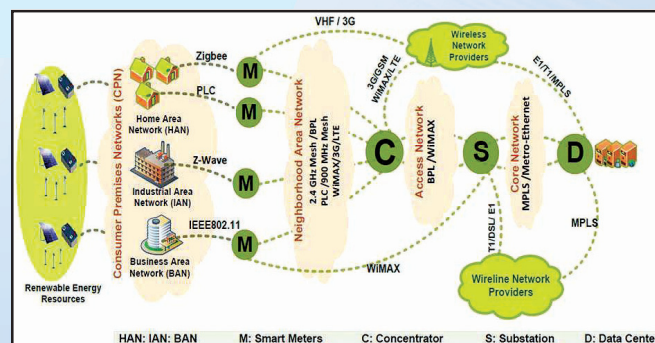 VHF / 3G
Wireless
Network
Providers
Zigbee
PLC
Z-Wave
IEEE802.11
WiMAX
3G/GSM
WiMAX/LTE
E1/T1/MPLS
Consumer Premises Networks (CPN)
Home Area
Network (HAN)
Industrial Area
Network (IAN)
Business Area
Network (BAN)
M
M
M
M
Neighborhood Area Network
2.4 GHz Mesh /BPL
PLC /900 MHz Mesh
WiMAX/3G/LTE
C
Access Network
BPL /WIMAX
S
Core Network
MPLS /Metro-Ethernet
D
T1/DSL/ E1
MPLS
Wireline Network
Providers
Renewable Energy
Resources
HAN: IAN: BAN
M: Smart Meters
C: Concentrator
S: Substation
D: Data Cente